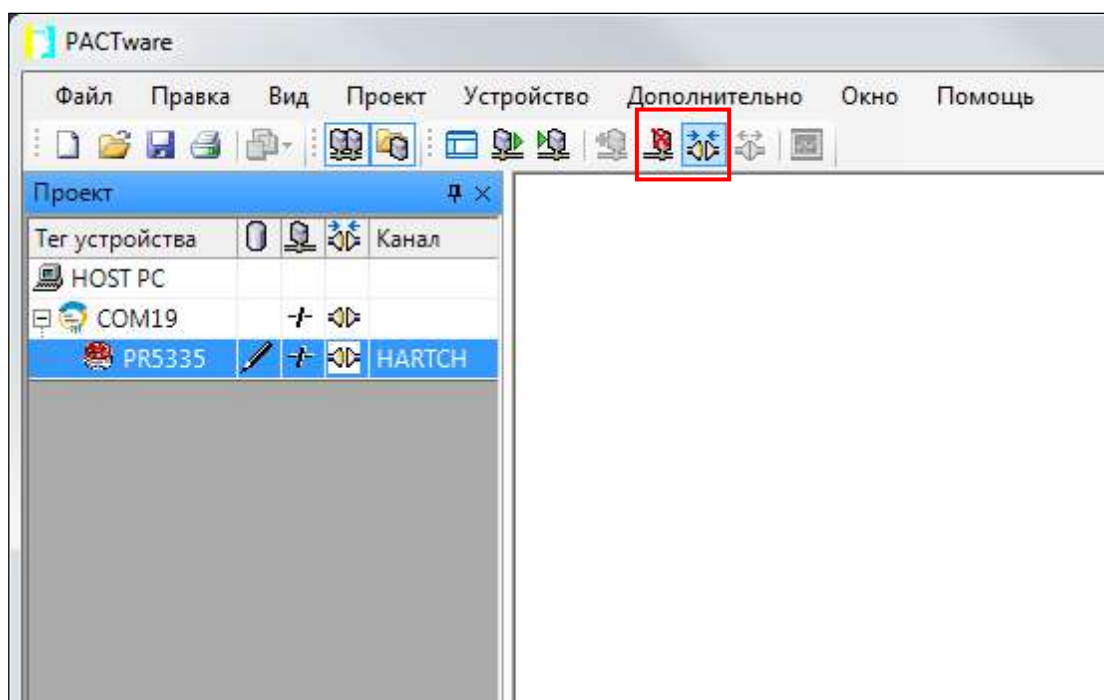 PACTware
Файл Правка Вид Проект Устройство Дополнительно Окно Помощь
Проект
Тег устройства Канал
HOST PC
COM19
PR5335 HARTCH